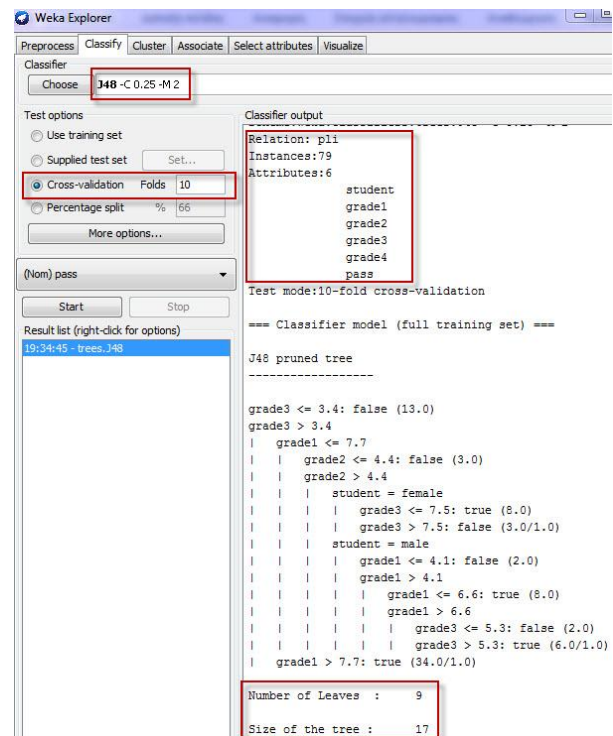 Weka Explorer
Preprocess Classify Cluster Associate Select attributes Visualize
Classifier
Choose J48 -C 0.25 -M 2
Test options
Use training set
Supplied test set Set...
Cross-validation Folds 10
Percentage split % 66
More options...
(Nom) pass
Start Stop
Result list (right-click for options)
19:34:45 - trees.J48
Classifier output
Relation: pli
Instances:79
Attributes:6
student
grade1
grade2
grade3
grade4
pass
Test mode:10-fold cross-validation
=== Classifier model (full training set) ===
J48 pruned tree
------------------
grade3 <= 3.4: false (13.0)
grade3 > 3.4
| grade1 <= 7.7
| | grade2 <= 4.4: false (3.0)
| | grade2 > 4.4
| | | student = female
| | | | grade3 <= 7.5: true (8.0)
| | | | grade3 > 7.5: false (3.0/1.0)
| | | student = male
| | | | grade1 <= 4.1: false (2.0)
| | | | grade1 > 4.1
| | | | | grade1 <= 6.6: true (8.0)
| | | | | grade1 > 6.6
| | | | | | grade3 <= 5.3: false (2.0)
| | | | | | grade3 > 5.3: true (6.0/1.0)
| grade1 > 7.7: true (34.0/1.0)
Number of Leaves : 9
Size of the tree : 17